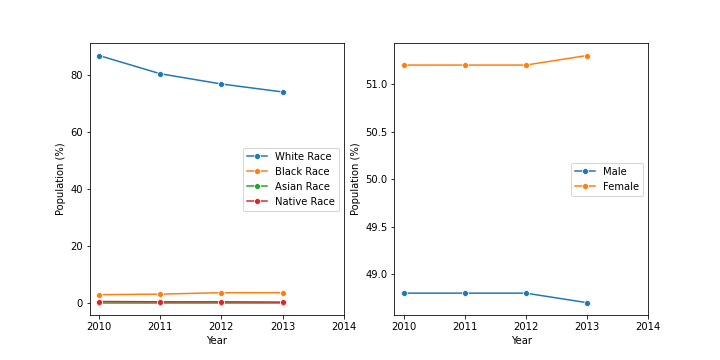 80
60
40
20
0
Population (%)
2010 2011 2012 2013 2014
Year
White Race
Black Race
Asian Race
Native Race
51.0
50.5
50.0
49.5
49.0
Population (%)
2010 2011 2012 2013 2014
Year
Male
Female